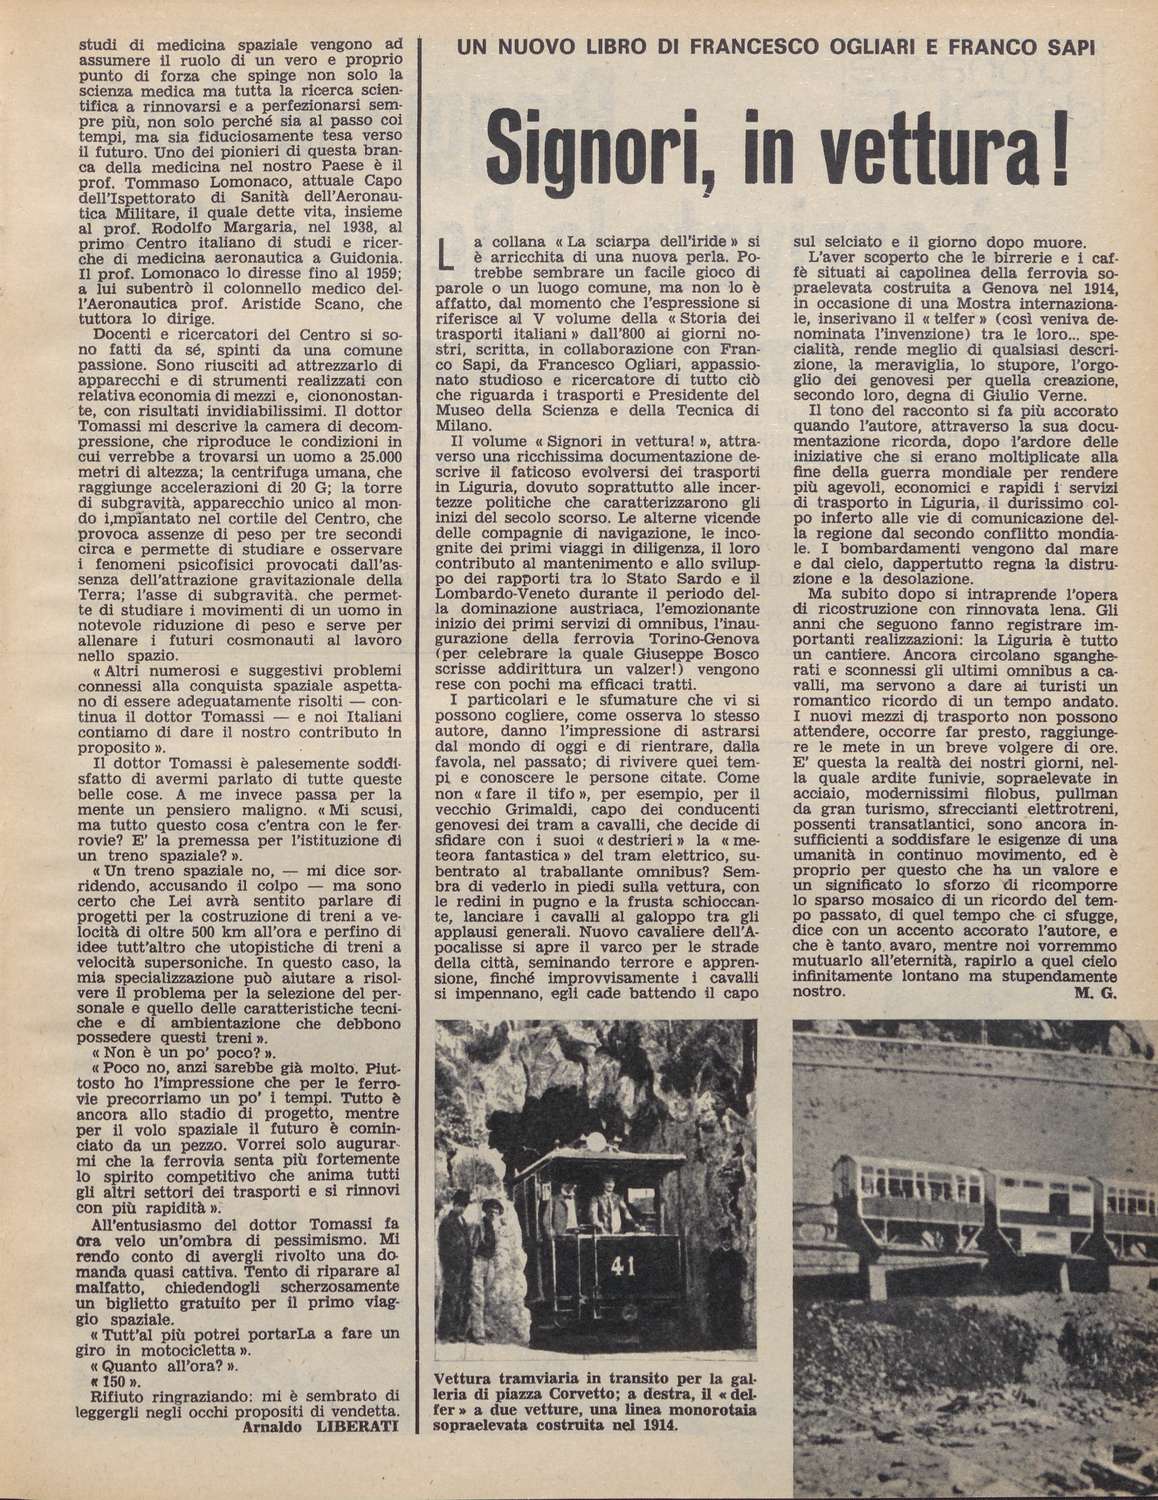 studi di medicina spaziale vengono ad
assumere il ruolo di un vero e proprio
punto di forza che spinge non solo la
scienza medica ma tutta la ricerca scien-
tifica a rinnovarsi e a perfezionarsi sem-
pre più, non solo perché sia al passo coi
tempi, ma sia fiduciosamente tesa verso
il futuro. Uno dei pionieri di questa bran-
ca della medicina nel nostro Paese è il
prof. Tommaso Lomonaco, attuale Capo
dell'Ispettorato di Sanità dell'Aeronau-
tica Militare, il quale dette vita, insieme
al prof. Rodolfo Margaria, nel 1938, al
primo Centro italiano di studi e ricer-
che di medicina aeronautica a Guidonia.
Il prof. Lomonaco lo diresse fino al 1959;
a lui subentrò il colonnello medico del-
l'Aeronautica prof. Aristide Scano, che
tuttora lo dirige.
Docenti e ricercatori del Centro si so-
no fatti da sé, spinti da una comune
passione. Sono riusciti ad attrezzarlo di
apparecchi e di strumenti realizzati con
relativa economia di mezzi e, ciononostan-
te, con risultati invidiabilissimi. Il dottor
Tomassi mi descrive la camera di decom-
pressione, che riproduce le condizioni in
cui verrebbe a trovarsi un uomo a 25.000
metri di altezza; la centrifuga umana, che
raggiunge accelerazioni di 20 G; la torre
di subgravità, apparecchio unico al mon-
do i,mpiantato nel cortile del Centro, che
provoca assenze di peso per tre secondi
circa e permette di studiare e osservare
i fenomeni psicofisici provocati dall'as-
senza dell'attrazione gravitazionale della
Terra; l'asse di subgravità. che permet-
te di studiare i movimenti di un uomo in
notevole riduzione di peso e serve per
allenare i futuri cosmonauti al lavoro
nello spazio.
« Altri numerosi e suggestivi problemi
connessi alla conquista spaziale aspetta-
no di essere adeguatamente risolti — con-
tinua il dottor Tomassi — e noi Italiani
contiamo di dare il nostro contributo in
proposito ».
Il dottor Tomassi è palesemente soddi-
sfatto di avermi parlato di tutte queste
belle cose. A me invece passa per la
mente un pensiero maligno. « Mi scusi,
ma tutto questo cosa c'entra con le fer-
rovie? E' la premessa per l'istituzione di
un treno spaziale? ».
« Un treno spaziale no, — mi dice sor-
ridendo, accusando il colpo — ma sono
certo che Lei avrà sentito parlare di
progetti per la costruzione di treni a ve-
locità di oltre 500 km all'ora e perfino di
idee tutt'altro che utopistiche di treni a
velocità supersoniche. In questo caso, la
mia specializzazione può aiutare a risol-
vere il problema per la selezione del per-
sonale e quello delle caratteristiche tecni-
che e di ambientazione che debbono
possedere questi treni ».
« Non è un po' poco? ».
« Poco no, anzi sarebbe già molto. Piut-
tosto ho l'impressione che per le ferro-
vie precorriamo un po' i tempi. Tutto è
ancora allo stadio di progetto, mentre
per il volo spaziale il futuro è comin-
ciato da un pezzo. Vorrei solo augurar-
mi che la ferrovia senta più fortemente
lo spirito competitivo che anima tutti
gli altri settori dei trasporti e si rinnovi
con più rapidità ».
All'entusiasmo del dottor Tomassi fa
ora velo un'ombra di pessimismo. Mi
rendo conto di avergli rivolto una do-
manda quasi cattiva. Tento di riparare al
malfatto, chiedendogli scherzosamente
un biglietto gratuito per il primo viag-
gio spaziale.
« Tutt'al più potrei portarLa a fare un
giro in motocicletta ».
« Quanto all'ora? ».
« 150 ».
Rifiuto ringraziando: mi è sembrato di
leggergli negli occhi propositi di vendetta.
Arnaldo LIBERATI
UN NUOVO LIBRO DI FRANCESCO OGLIARI E FRANCO SAPI
Signori, in vettura!
La collana « La sciarpa dell'iride » si
è arricchita di una nuova perla. Po-
trebbe sembrare un facile gioco di
parole o un luogo comune, ma non lo è
affatto, dal momento che l'espressione si
riferisce al V volume della « Storia dei
trasporti italiani » dall'800 ai giorni no-
stri, scritta, in collaborazione con Fran-
co Sapi, da Francesco Ogliari, appassio-
nato studioso e ricercatore di tutto ciò
che riguarda i trasporti e Presidente del
Museo della Scienza e della Tecnica di
Milano.
Il volume « Signori in vettura! », attra-
verso una ricchissima documentazione de-
scrive il faticoso evolversi dei trasporti
in Liguria, dovuto soprattutto alle incer-
tezze politiche che caratterizzarono gli
inizi del secolo scorso. Le alterne vicende
delle compagnie di navigazione, le inco-
gnite dei primi viaggi in diligenza, il loro
contributo al mantenimento e allo svilup-
po dei rapporti tra lo Stato Sardo e il
Lombardo-Veneto durante il periodo del-
la dominazione austriaca, l'emozionante
inizio dei primi servizi di omnibus, l'inau-
gurazione della ferrovia Torino-Genova
(per celebrare la quale Giuseppe Bosco
scrisse addirittura un valzer!) vengono
rese con pochi ma efficaci tratti.
I particolari e le sfumature che vi si
possono cogliere, come osserva lo stesso
autore, danno l'impressione di astrarsi
dal mondo di oggi e di rientrare, dalla
favola, nel passato; di rivivere quei tem-
pi e conoscere le persone citate. Come
non « fare il tifo », per esempio, per il
vecchio Grimaldi, capo dei conducenti
genovesi dei tram a cavalli, che decide di
sfidare con i suoi « destrieri » la « me-
teora fantastica » del tram elettrico, su-
bentrato al traballante omnibus? Sem-
bra di vederlo in piedi sulla vettura, con
le redini in pugno e la frusta schioccan-
te, lanciare i cavalli al galoppo tra gli
applausi generali. Nuovo cavaliere dell'A-
pocalisse si apre il varco per le strade
della città, seminando terrore e appren-
sione, finché improvvisamente i cavalli
si impennano, egli cade battendo il capo
sul selciato e il giorno dopo muore.
L'aver scoperto che le birrerie e i caf-
fè situati ai capolinea della ferrovia so-
praelevata costruita a Genova nel 1914,
in occasione di una Mostra internaziona-
le, inserivano il « telfer » (così veniva de-
nominata l'invenzione) tra le loro... spe-
cialità, rende meglio di qualsiasi descri-
zione, la meraviglia, lo stupore, l'orgo-
glio dei genovesi per quella creazione,
secondo loro, degna di Giulio Verne.
Il tono del racconto si fa più accorato
quando l'autore, attraverso la sua docu-
mentazione ricorda, dopo l'ardore delle
iniziative che si erano moltiplicate alla
fine della guerra mondiale per rendere
più agevoli, economici e rapidi i servizi
di trasporto in Liguria, il durissimo col-
po inferto alle vie di comunicazione del-
la regione dal secondo conflitto mondia-
le. I bombardamenti vengono dal mare
e dal cielo, dappertutto regna la distru-
zione e la desolazione.
Ma subito dopo si intraprende l'opera
di ricostruzione con rinnovata lena. Gli
anni che seguono fanno registrare im-
portanti realizzazioni: la Liguria è tutto
un cantiere. Ancora circolano sganghe-
rati e sconnessi gli ultimi omnibus a ca-
valli, ma servono a dare ai turisti un
romantico ricordo di un tempo andato.
I nuovi mezzi di trasporto non possono
attendere, occorre far presto, raggiunge-
re le mete in un breve volgere di ore.
E' questa la realtà dei nostri giorni, nel-
la quale ardite funivie, sopraelevate in
acciaio, modernissimi filobus, pullman
da gran turismo, sfreccianti elettrotreni,
possenti transatlantici, sono ancora in-
sufficienti a soddisfare le esigenze di una
umanità in continuo movimento, ed è
proprio per questo che ha un valore e
un significato lo sforzo di ricomporre
lo sparso mosaico di un ricordo del tem-
po passato, di quel tempo che ci sfugge,
dice con un accento accorato l'autore, e
che è tanto avaro, mentre noi vorremmo
mutuarlo all'eternità, rapirlo a quel cielo
infinitamente lontano ma stupendamente
nostro. M. G.
41
Vettura tramviaria in transito per la gal-
leria di piazza Corvetto; a destra, il « del-
fer » a due vetture, una linea monorotaia
sopraelevata costruita nel 1914.